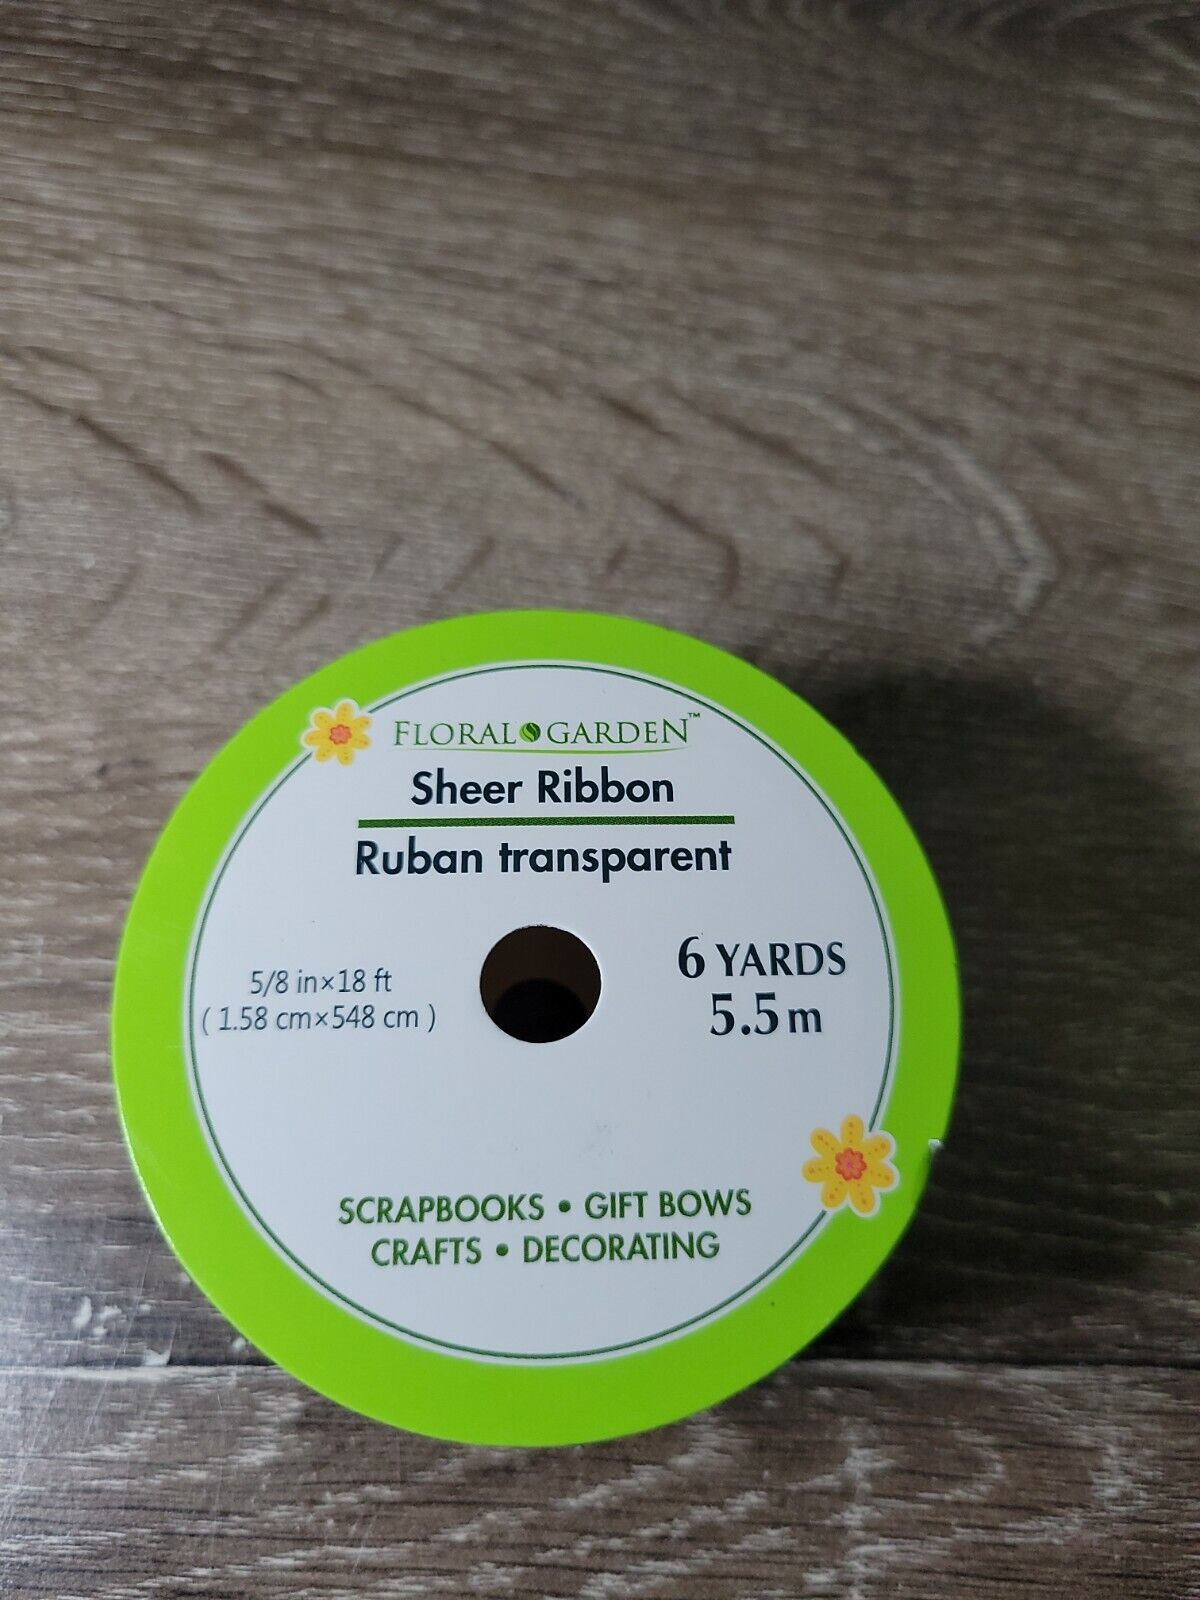 FLORAL GARDEN™
Sheer Ribbon
Ruban transparent
5/8 in×18 ft
( 1.58 cm×548 cm )
6 YARDS
5.5 m
SCRAPBOOKS • GIFT BOWS
CRAFTS • DECORATING